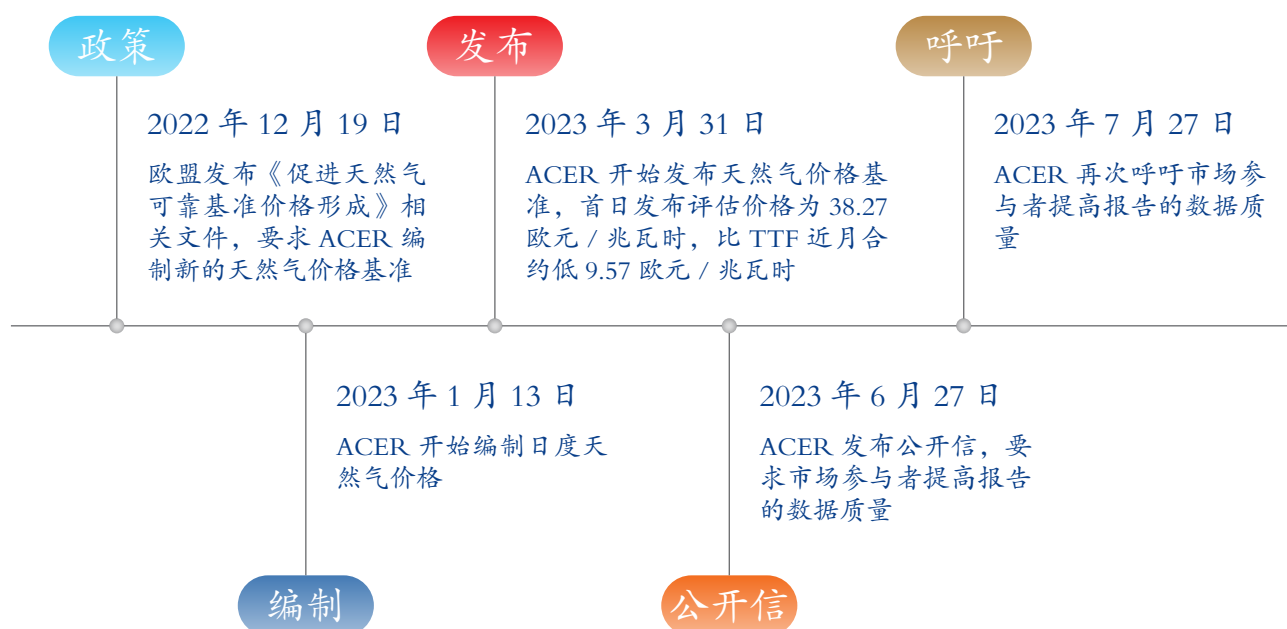 政策
2022 年 12 月 19 日
欧盟发布《促进天然气
可靠基准价格形成》相
关文件，要求 ACER 编
制新的天然气价格基准
发布
2023 年 3 月 31 日
ACER 开始发布天然气价格基
准，首日发布评估价格为 38.27
欧元 / 兆瓦时，比 TTF 近月合
约低 9.57 欧元 / 兆瓦时
呼吁
2023 年 7 月 27 日
ACER 再次呼吁市场参
与者提高报告的数据质
量
2023 年 1 月 13 日
ACER 开始编制日度天
然气价格
编制
2023 年 6 月 27 日
ACER 发布公开信，要
求市场参与者提高报告
的数据质量
公开信